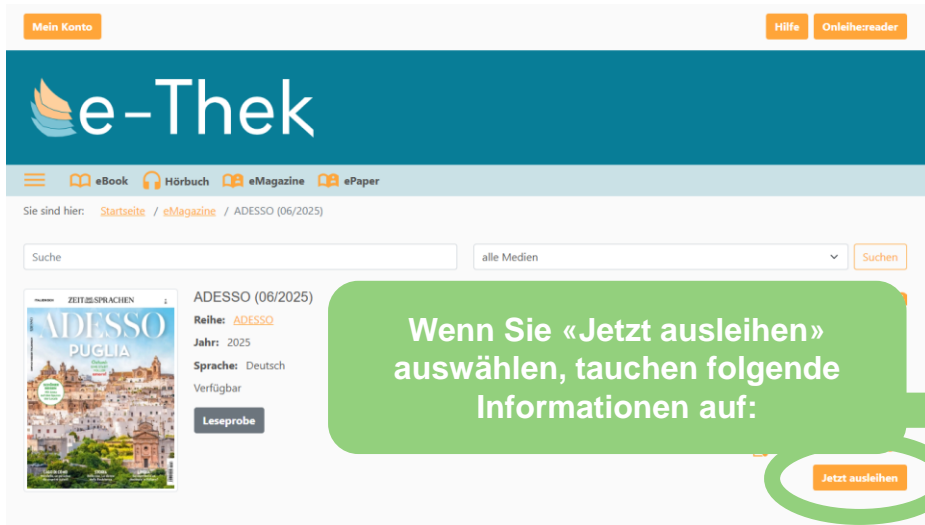 Mein Konto
Hilfe
Onleihe:reader
e-Thek
eBook Hörbuch eMagazine ePaper
Sie sind hier: Startseite / eMagazine / ADESSO (06/2025)
Suche
alle Medien
Suchen
ZEIT SPRACHEN
ADESSO
PUGLIA
ADESSO (06/2025)
Reihe: ADESSO
Jahr: 2025
Sprache: Deutsch
Verfügbar
Leseprobe
Wenn Sie «Jetzt ausleihen»
auswählen, tauchen folgende
Informationen auf:
Jetzt ausleihen